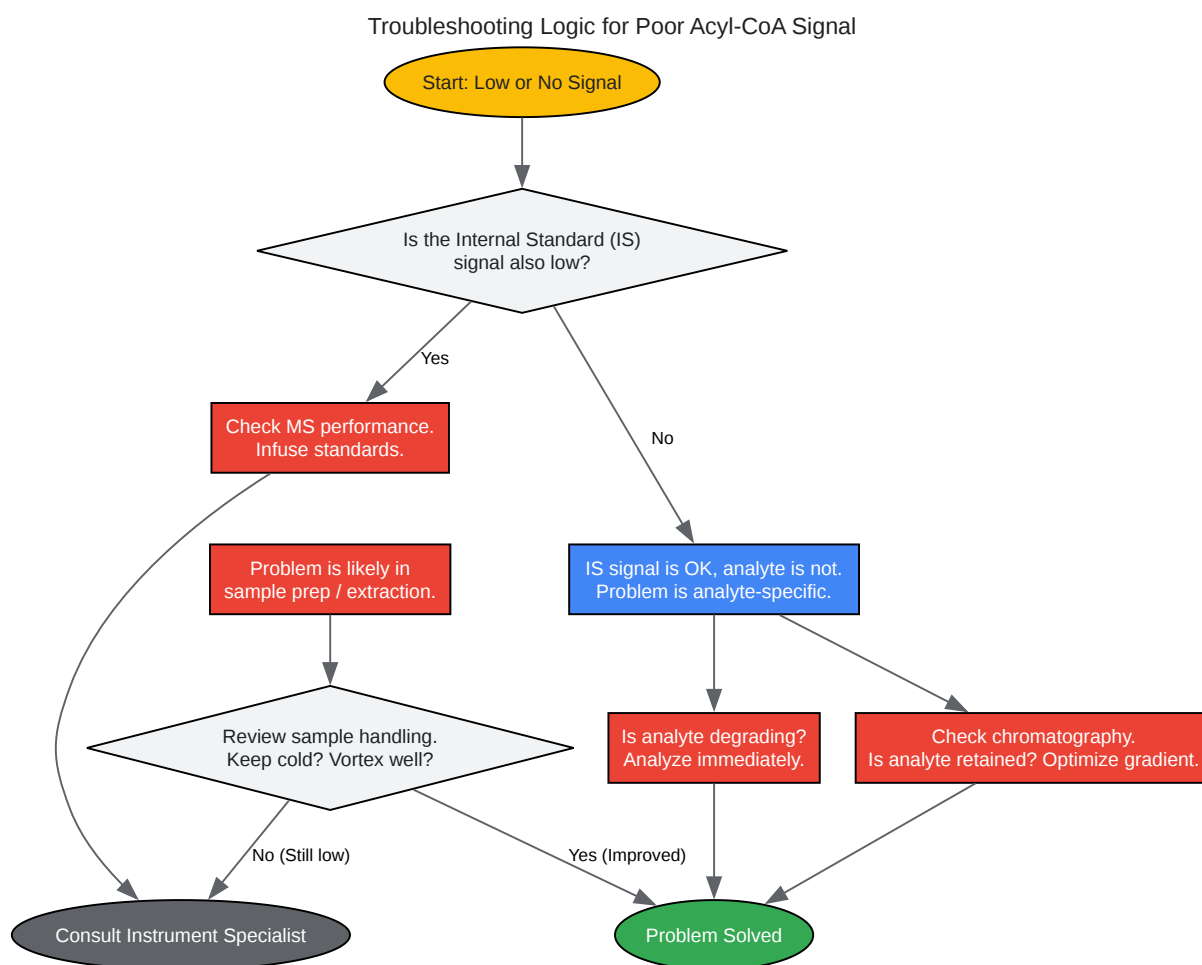 Troubleshooting Logic for Poor Acyl-CoA Signal
Start: Low or No Signal
Is the Internal Standard (IS)
signal also low?
Yes
No
Check MS performance.
Infuse standards.
Problem is likely in
sample prep / extraction.
IS signal is OK, analyte is not.
Problem is analyte-specific.
Review sample handling.
Keep cold? Vortex well?
Is analyte degrading?
Analyze immediately.
Check chromatography.
Is analyte retained? Optimize gradient.
No (Still low)
Yes (Improved)
Consult Instrument Specialist
Problem Solved